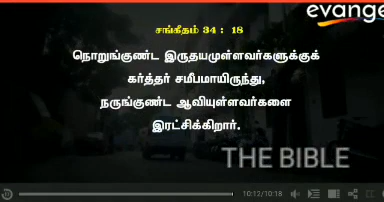 evange
சங்கீதம் 34 : 18
நொறுங்குண்ட இருதயமுள்ளவர்களுக்குக்
கர்த்தர் சமீபமாயிருந்து,
நருங்குண்ட ஆவியுள்ளவர்களை
இரட்சிக்கிறார்.
THE BIBLE
10:12/10:18